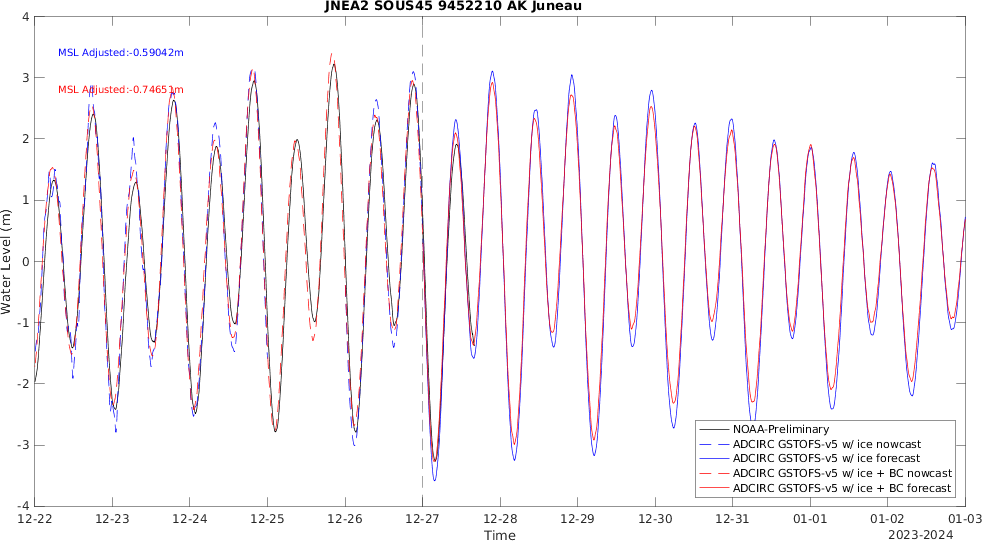 JNEA2 SOUS45 9452210 AK Juneau
4
3
2
1
0
-1
-2
-3
-4
Water Level (m)
MSL Adjusted:-0.59042m
MSL Adjusted:-0.74651m
NOAA-Preliminary
ADCIRC GSTOFS-v5 w/ ice nowcast
ADCIRC GSTOFS-v5 w/ ice forecast
ADCIRC GSTOFS-v5 w/ ice + BC nowcast
ADCIRC GSTOFS-v5 w/ ice + BC forecast
12-22 12-23 12-24 12-25 12-26 12-27 12-28 12-29 12-30 12-31 01-01 01-02 01-03
Time
2023-2024